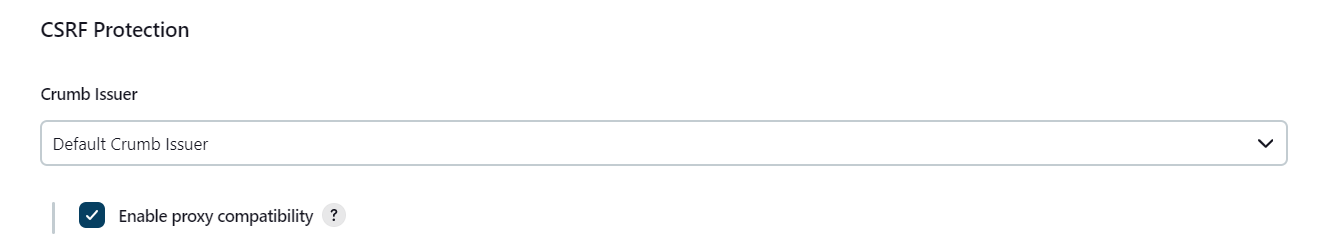 CSRF Protection
Crumb Issuer
Default Crumb Issuer
Enable proxy compatibility ?